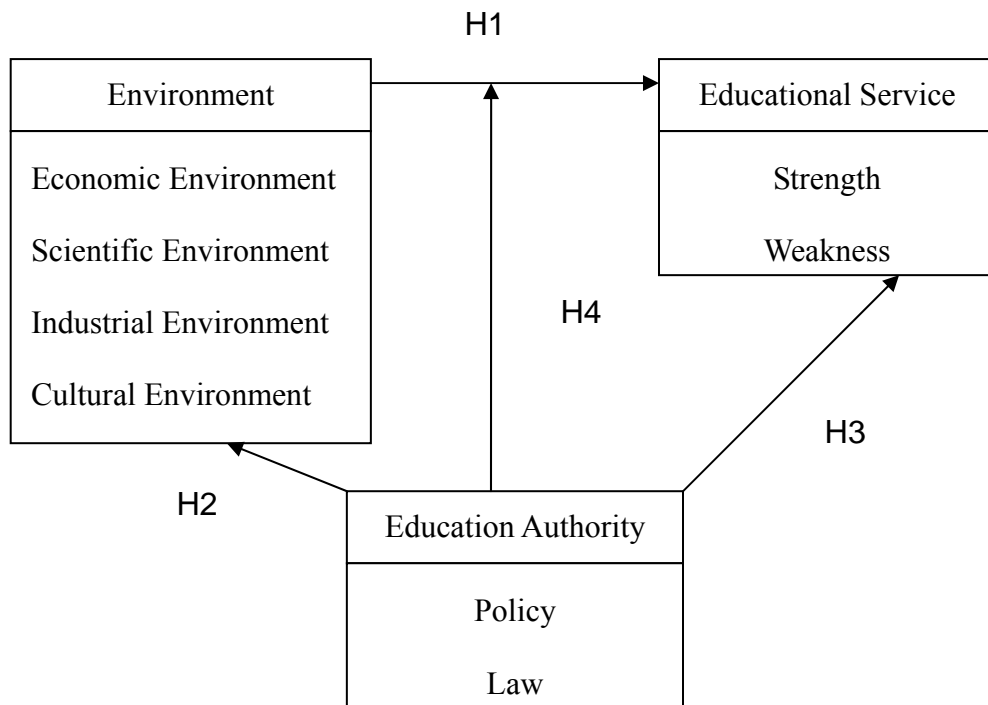 H1
Environment
Economic Environment
Scientific Environment
Industrial Environment
Cultural Environment
Educational Service
Strength
Weakness
H4
H3
H2
Education Authority
Policy
Law